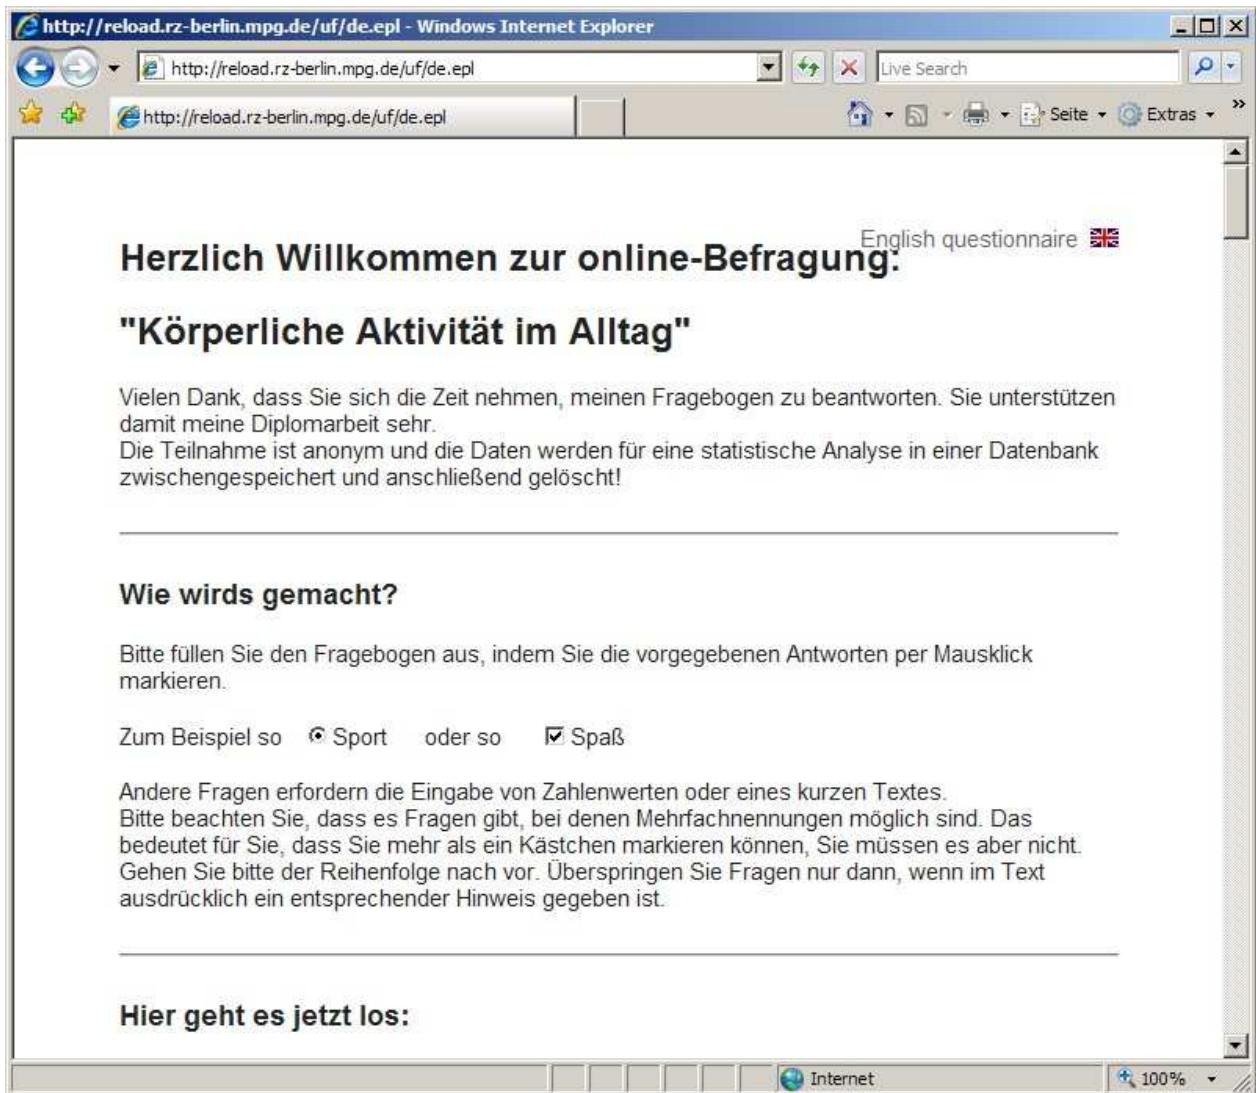 http://reload.rz-berlin.mpg.de/uf/de.epl - Windows Internet Explorer
http://reload.rz-berlin.mpg.de/uf/de.epl
Live Search
http://reload.rz-berlin.mpg.de/uf/de.epl
Seite
Extras
»
English questionnaire
Herzlich Willkommen zur online-Befragung:
"Körperliche Aktivität im Alltag"
Vielen Dank, dass Sie sich die Zeit nehmen, meinen Fragebogen zu beantworten. Sie unterstützen
damit meine Diplomarbeit sehr.
Die Teilnahme ist anonym und die Daten werden für eine statistische Analyse in einer Datenbank
zwischengespeichert und anschließend gelöscht!
Wie wirds gemacht?
Bitte füllen Sie den Fragebogen aus, indem Sie die vorgegebenen Antworten per Mausklick
markieren.
Zum Beispiel so Sport oder so Spaß
Andere Fragen erfordern die Eingabe von Zahlenwerten oder eines kurzen Textes.
Bitte beachten Sie, dass es Fragen gibt, bei denen Mehrfachnennungen möglich sind. Das
bedeutet für Sie, dass Sie mehr als ein Kästchen markieren können, Sie müssen es aber nicht.
Gehen Sie bitte der Reihenfolge nach vor. Überspringen Sie Fragen nur dann, wenn im Text
ausdrücklich ein entsprechender Hinweis gegeben ist.
Hier geht es jetzt los:
Internet
100%